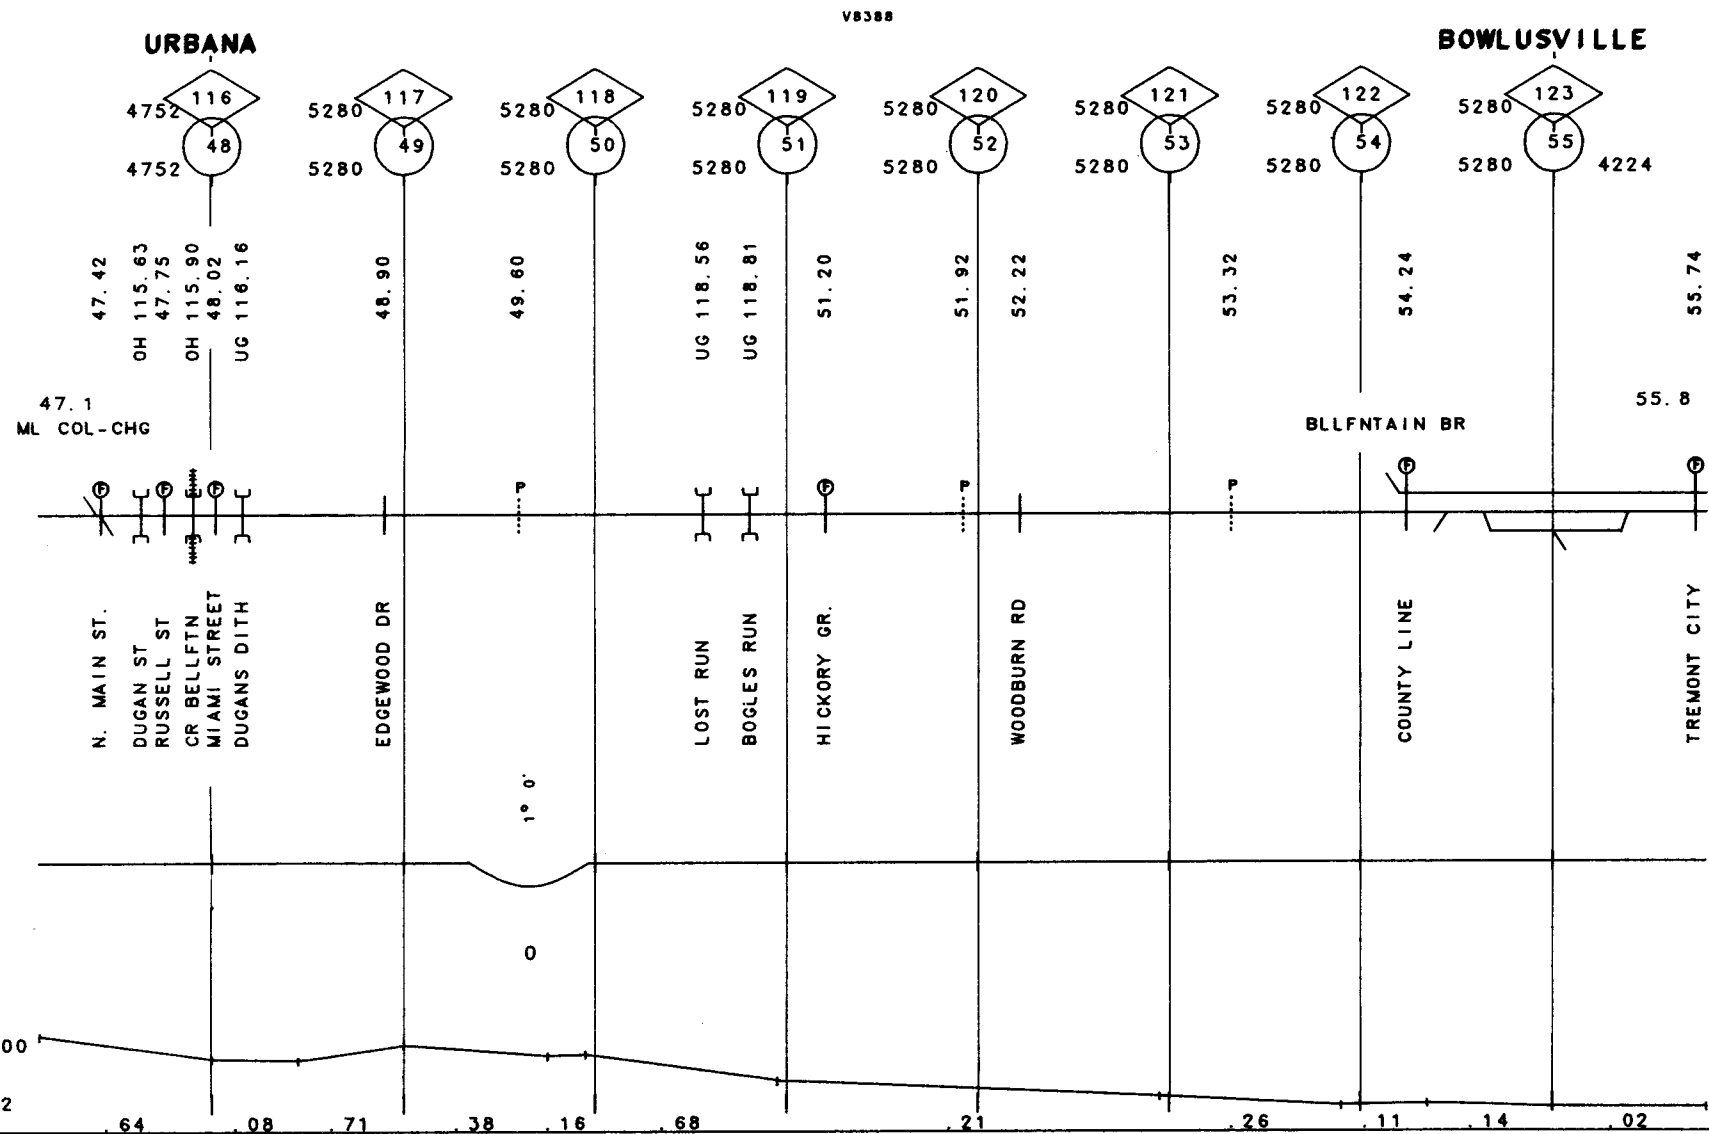 V8388
URBANA
BOWLUSVILLE
116 117 118 119 120 121 122 123
4752 5280 5280 5280 5280 5280 5280 5280
48 49 50 51 52 53 54 55
4752 5280 5280 5280 5280 5280 5280 5280 4224
47.42
OH 115.63
47.75
OH 115.90
48.02
UG 116.16
48.90
49.60
UG 118.56
UG 118.81
51.20
51.92
52.22
53.32
54.24
55.74
47.1
ML COL-CHG
BLLFNTAIN BR
55.8
F F F P F P P F F
N. MAIN ST.
DUGAN ST
RUSSELL ST
CR BELLFTN
MIAMI STREET
DUGANS DITH
EDGEWOOD DR
LOST RUN
BOGLES RUN
HICKORY GR.
WOODBURN RD
COUNTY LINE
TREMONT CITY
1° 0'
0
00
2
.64 .08 .71 .38 .16 .68 .21 .26 .11 .14 .02